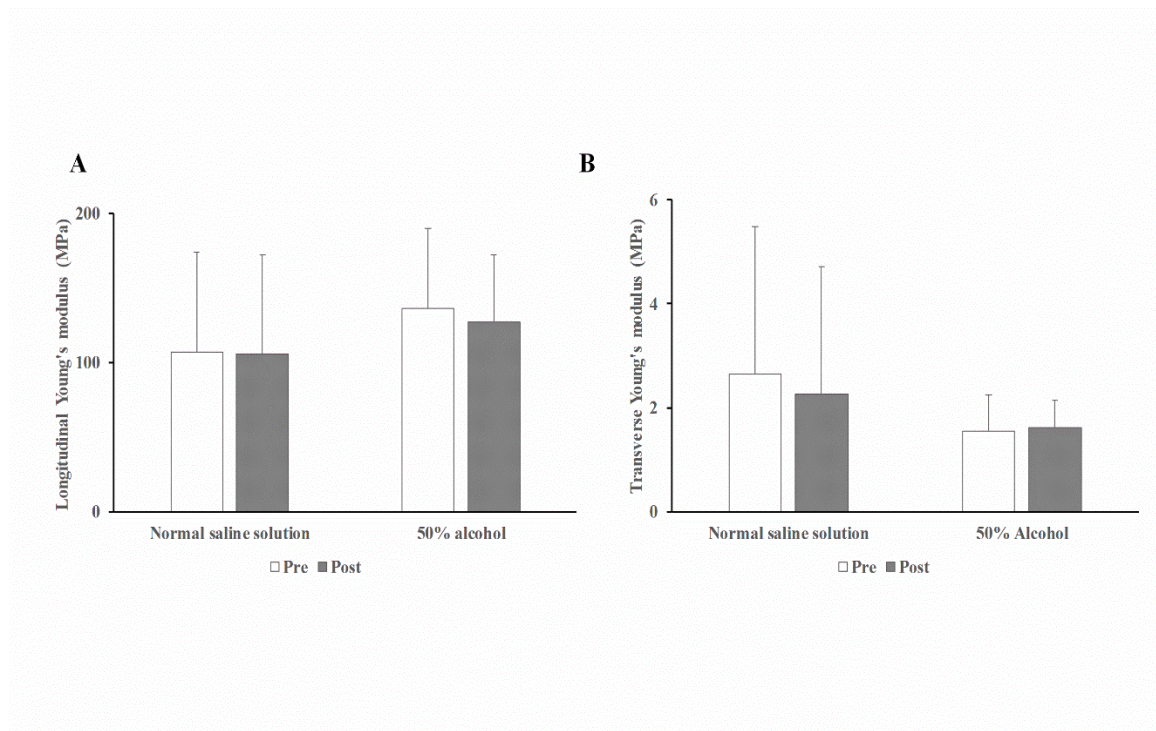 A
Longitudinal Young's modulus (MPa)
200
100
0
Normal saline solution
50% alcohol
Pre
Post
B
Transverse Young's modulus (MPa)
6
4
2
0
Normal saline solution
50% Alcohol
Pre
Post